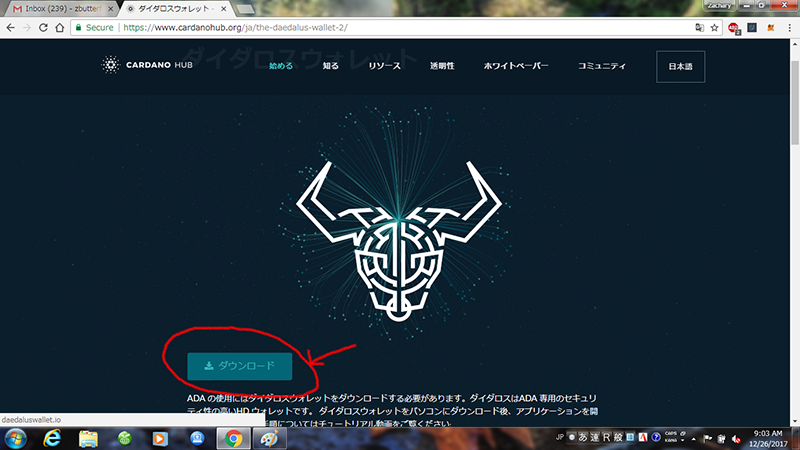 Zachary
Inbox (239) - zbutterf
ダイダロスウォレット -
Secure
https://www.cardanohub.org/ja/the-daedalus-wallet-2/
ダイダロスウォレット
CARDANO HUB
始める
知る
リソース
透明性
ホワイトペーパー
コミュニティ
日本語
ダウンロード
ADA の使用にはダイダロスウォレットをダウンロードする必要があります。ダイダロスはADA 専用のセキュリ
ティ性の高いHD ウォレットです。 ダイダロスウォレットをパソコンにダウンロード後、アプリケーションを開
順についてはチュートリアル動画をご覧ください。
daedaluswallet.io
JP
あ 連 R 般
CAPS
KANA
9:03 AM
12/26/2017